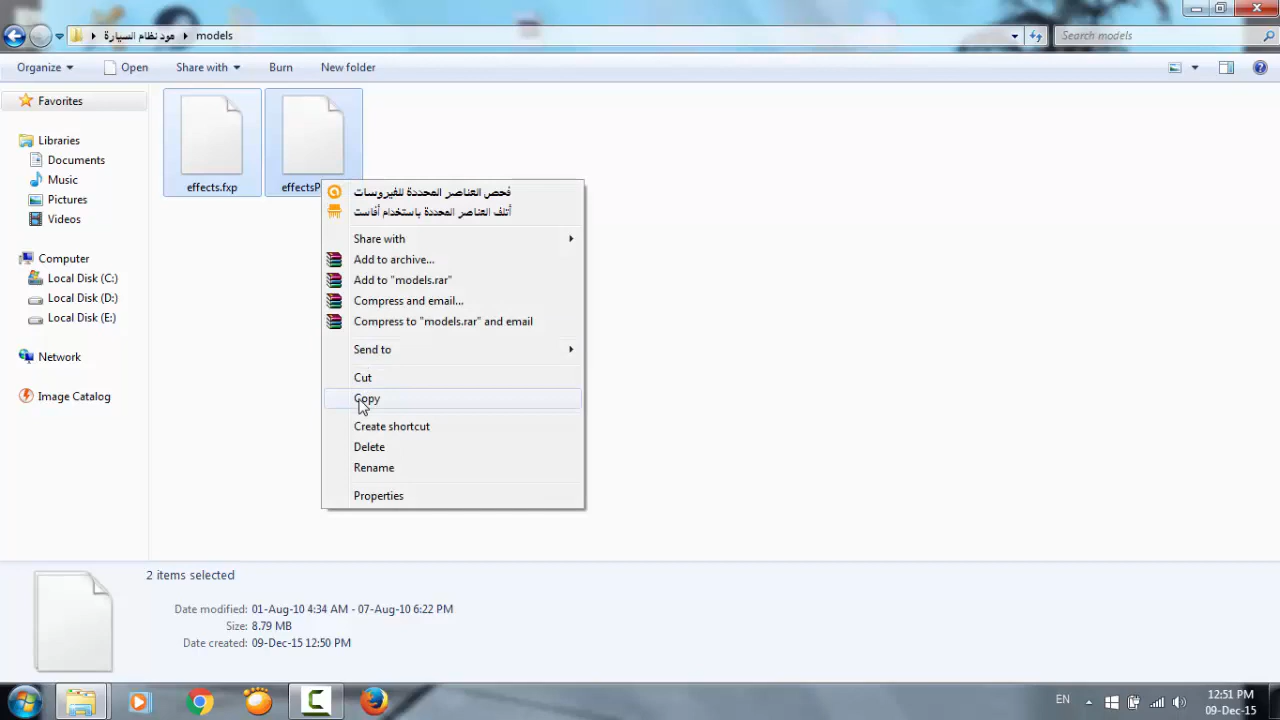 هود نظام السيارة
models
Search models
Organize
Open
Share with
Burn
New folder
Favorites
Libraries
Documents
Music
Pictures
Videos
Computer
Local Disk (C:)
Local Disk (D:)
Local Disk (E:)
Network
Image Catalog
effects.fxp
effectsP
فحص العناصر المحددة للفيروسات
أتلف العناصر المحددة باستخدام أفاست
Share with
Add to archive...
Add to "models.rar"
Compress and email...
Compress to "models.rar" and email
Send to
Cut
Copy
Create shortcut
Delete
Rename
Properties
2 items selected
Date modified: 01-Aug-10 4:34 AM - 07-Aug-10 6:22 PM
Size: 8.79 MB
Date created: 09-Dec-15 12:50 PM
EN
12:51 PM
09-Dec-15